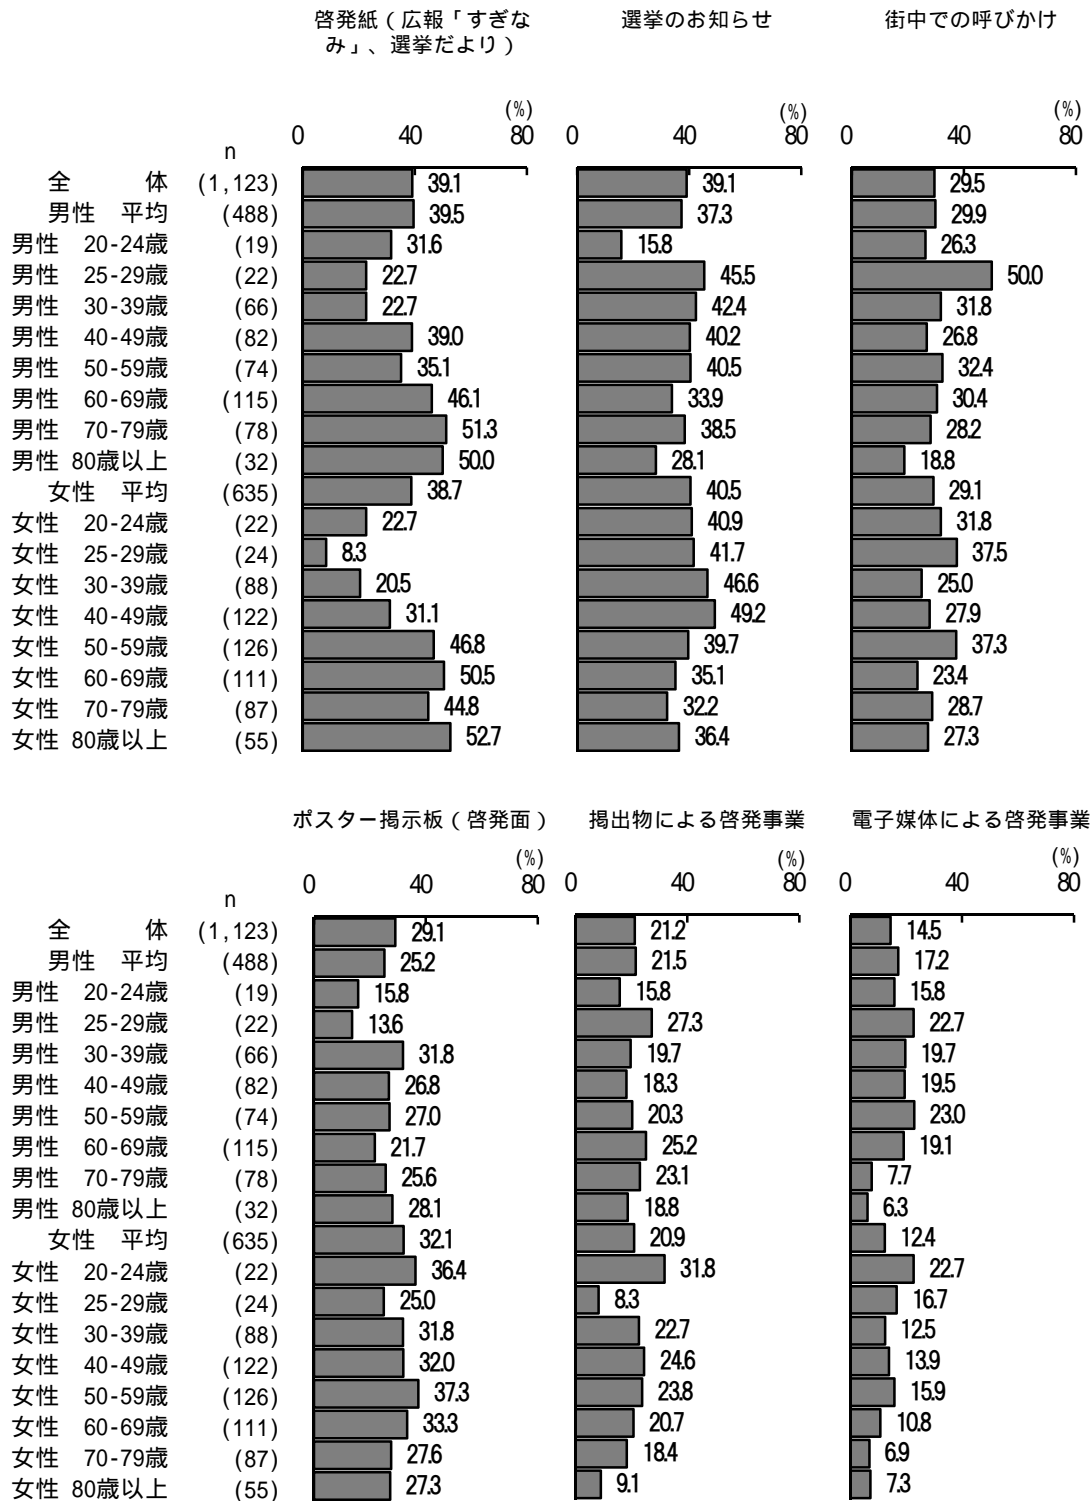 啓発紙（広報「すぎな
み」、選挙だより）
選挙のお知らせ
街中での呼びかけ
(%) (%) (%)
n 0 40 80 0 40 80 0 40 80
全　体 (1,123) 39.1 39.1 29.5
男性 平均 (488) 39.5 37.3 29.9
男性 20-24歳 (19) 31.6 15.8 26.3
男性 25-29歳 (22) 22.7 45.5 50.0
男性 30-39歳 (66) 22.7 42.4 31.8
男性 40-49歳 (82) 39.0 40.2 26.8
男性 50-59歳 (74) 35.1 40.5 32.4
男性 60-69歳 (115) 46.1 33.9 30.4
男性 70-79歳 (78) 51.3 38.5 28.2
男性 80歳以上 (32) 50.0 28.1 18.8
女性 平均 (635) 38.7 40.5 29.1
女性 20-24歳 (22) 22.7 40.9 31.8
女性 25-29歳 (24) 8.3 41.7 37.5
女性 30-39歳 (88) 20.5 46.6 25.0
女性 40-49歳 (122) 31.1 49.2 27.9
女性 50-59歳 (126) 46.8 39.7 37.3
女性 60-69歳 (111) 50.5 35.1 23.4
女性 70-79歳 (87) 44.8 32.2 28.7
女性 80歳以上 (55) 52.7 36.4 27.3
ポスター掲示板（啓発面） 掲出物による啓発事業 電子媒体による啓発事業
(%) (%) (%)
n 0 40 80 0 40 80 0 40 80
全　体 (1,123) 29.1 21.2 14.5
男性 平均 (488) 25.2 21.5 17.2
男性 20-24歳 (19) 15.8 15.8 15.8
男性 25-29歳 (22) 13.6 27.3 22.7
男性 30-39歳 (66) 31.8 19.7 19.7
男性 40-49歳 (82) 26.8 18.3 19.5
男性 50-59歳 (74) 27.0 20.3 23.0
男性 60-69歳 (115) 21.7 25.2 19.1
男性 70-79歳 (78) 25.6 23.1 7.7
男性 80歳以上 (32) 28.1 18.8 6.3
女性 平均 (635) 32.1 20.9 12.4
女性 20-24歳 (22) 36.4 31.8 22.7
女性 25-29歳 (24) 25.0 8.3 16.7
女性 30-39歳 (88) 31.8 22.7 12.5
女性 40-49歳 (122) 32.0 24.6 13.9
女性 50-59歳 (126) 37.3 23.8 15.9
女性 60-69歳 (111) 33.3 20.7 10.8
女性 70-79歳 (87) 27.6 18.4 6.9
女性 80歳以上 (55) 27.3 9.1 7.3